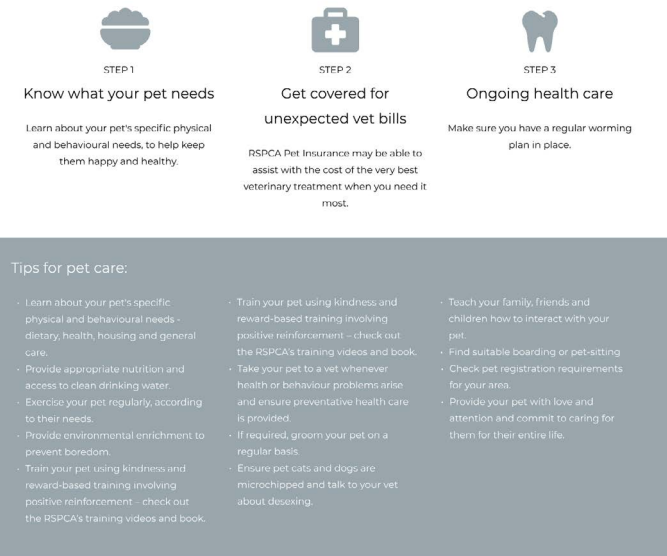 STEP 1
Know what your pet needs
Learn about your pet's specific physical
and behavioural needs, to help keep
them happy and healthy.
STEP 2
Get covered for
unexpected vet bills
RSPCA Pet Insurance may be able to
assist with the cost of the very best
veterinary treatment when you need it
most.
STEP 3
Ongoing health care
Make sure you have a regular worming
plan in place.
Tips for pet care:
· Learn about your pet's specific
physical and behavioural needs -
dietary, health, housing and general
care.
· Provide appropriate nutrition and
access to clean drinking water.
· Exercise your pet regularly, according
to their needs.
· Provide environmental enrichment to
prevent boredom.
· Train your pet using kindness and
reward-based training involving
positive reinforcement – check out
the RSPCA's training videos and book.
· Train your pet using kindness and
reward-based training involving
positive reinforcement – check out
the RSPCA's training videos and book.
· Take your pet to a vet whenever
health or behaviour problems arise
and ensure preventative health care
is provided.
· If required, groom your pet on a
regular basis.
· Ensure pet cats and dogs are
microchipped and talk to your vet
about desexing.
· Teach your family, friends and
children how to interact with your
pet.
· Find suitable boarding or pet-sitting
· Check pet registration requirements
for your area.
· Provide your pet with love and
attention and commit to caring for
them for their entire life.